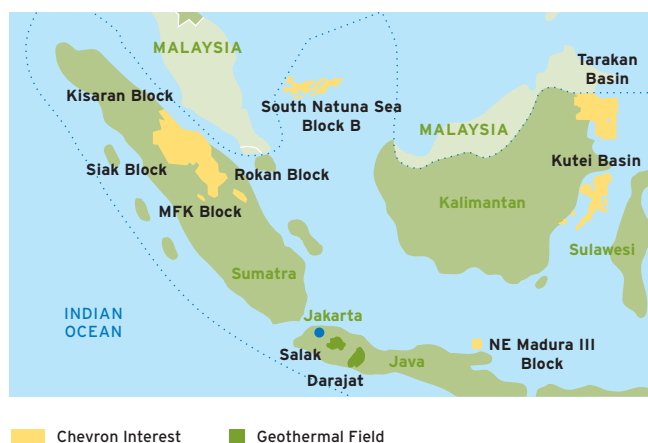 MALAYSIA
Tarakan
Basin
Kisaran Block
South Natuna Sea
Block B
MALAYSIA
Kutei Basin
Siak Block
Rokan Block
MFK Block
Kalimantan
Sulawesi
Sumatra
INDIAN
OCEAN
Jakarta
Salak
Java
NE Madura III
Block
Darajat
Chevron Interest
Geothermal Field